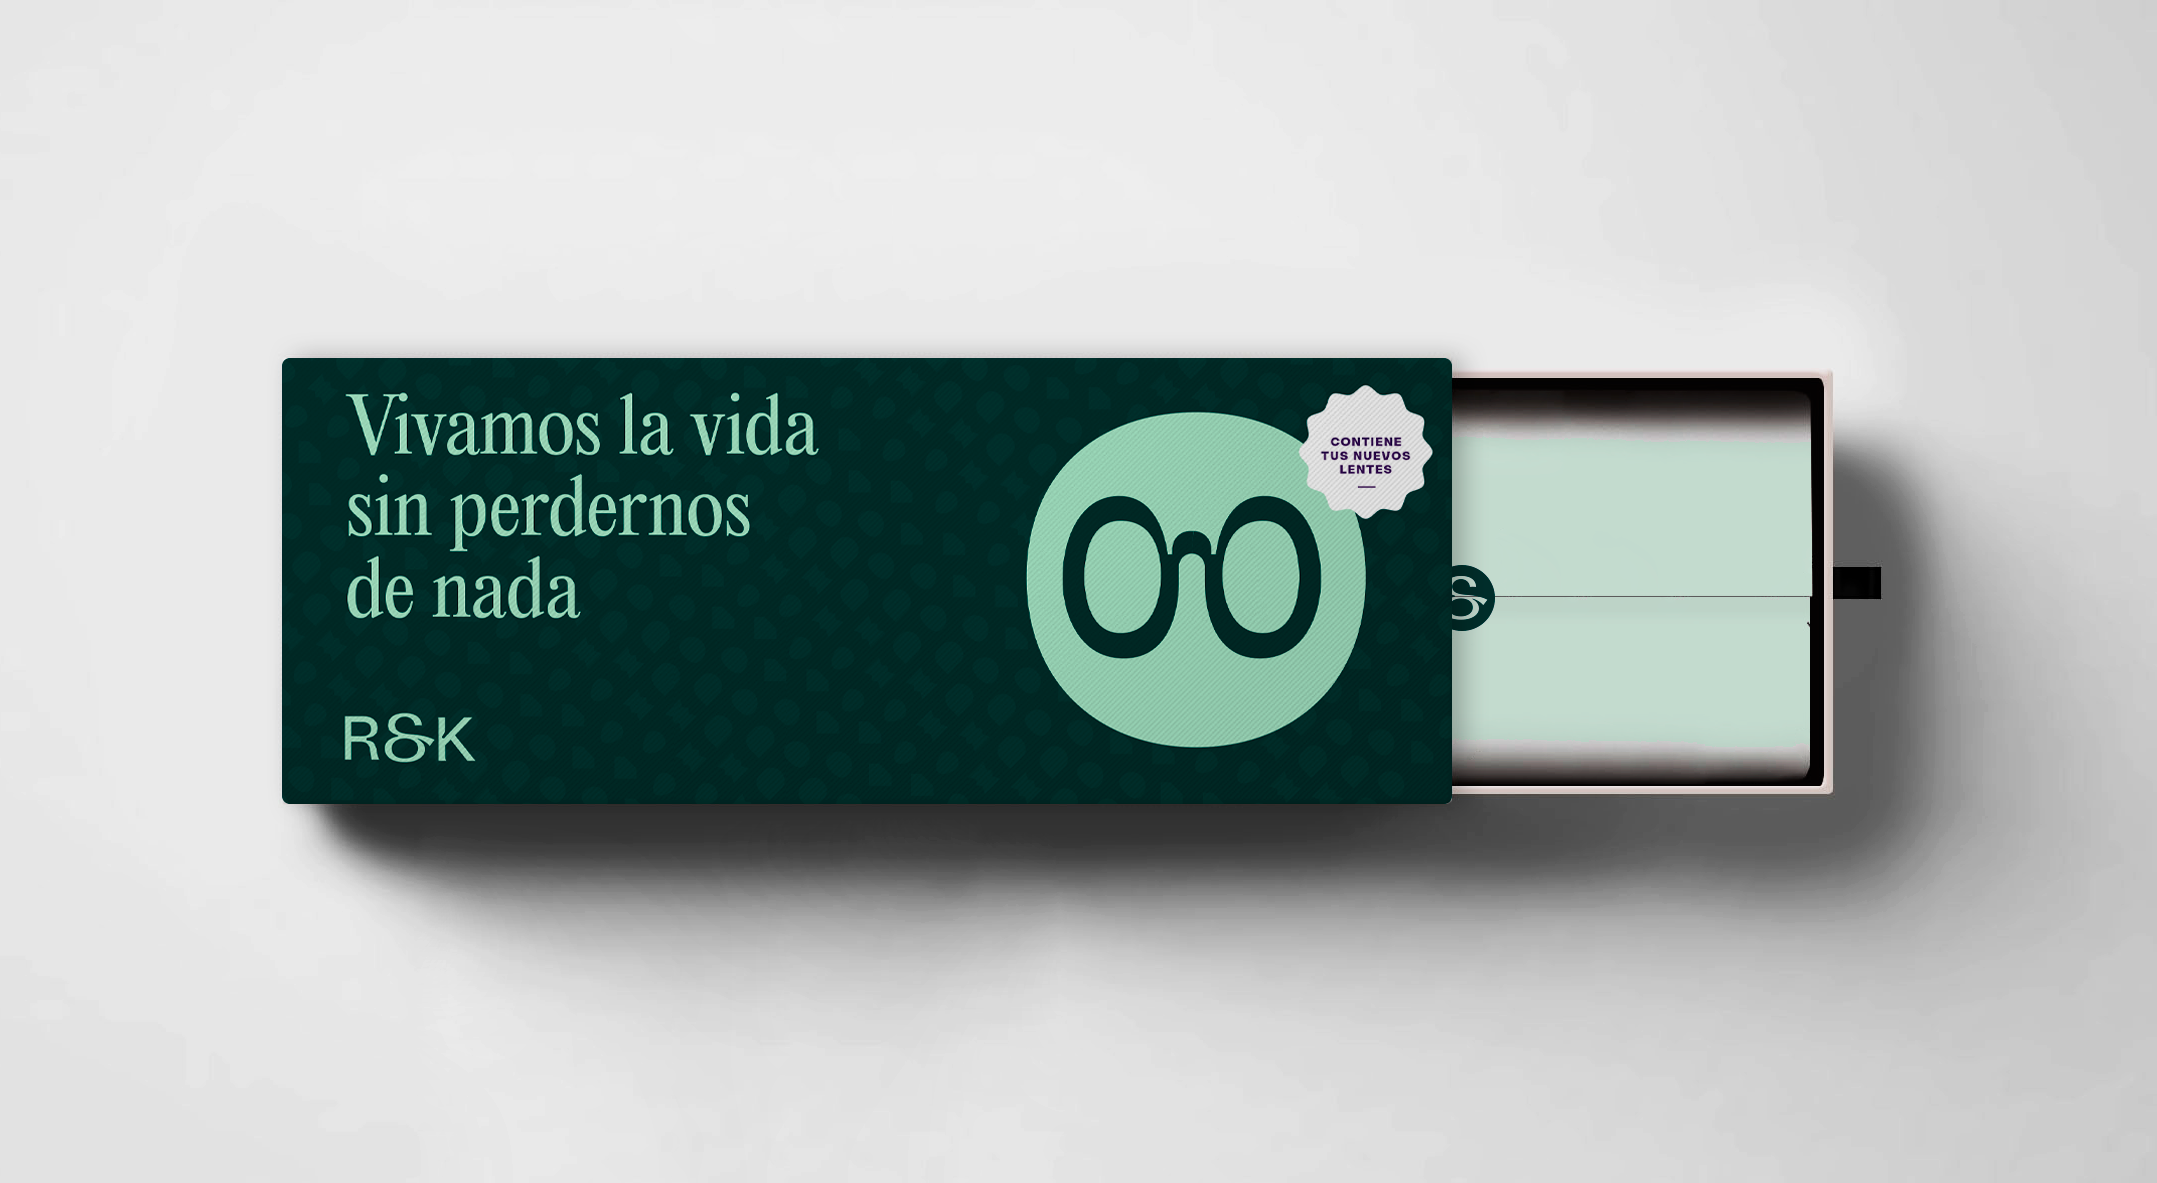 Vivamos la vida
sin perdernos
de nada
R&K
CONTIENE
TUS NUEVOS
LENTES
&